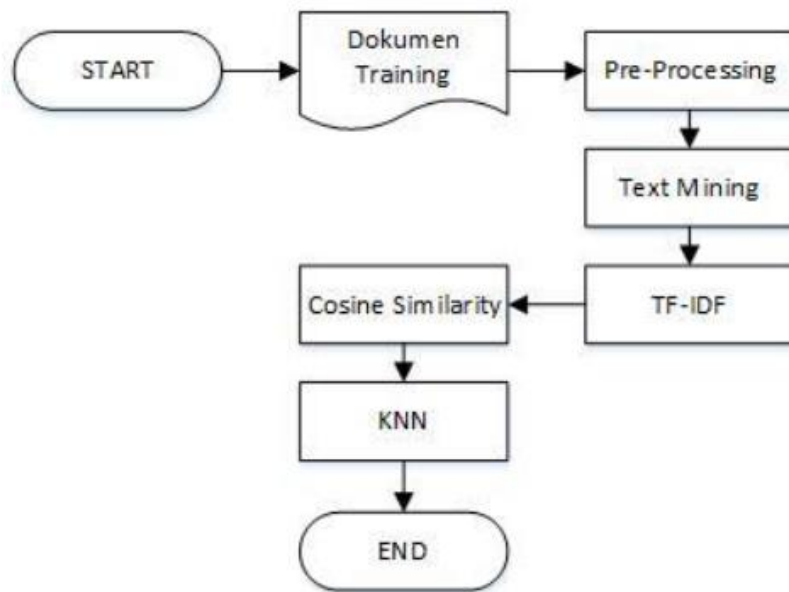 START
Dokumen
Training
Pre-Processing
Text Mining
TF-IDF
Cosine Similarity
KNN
END